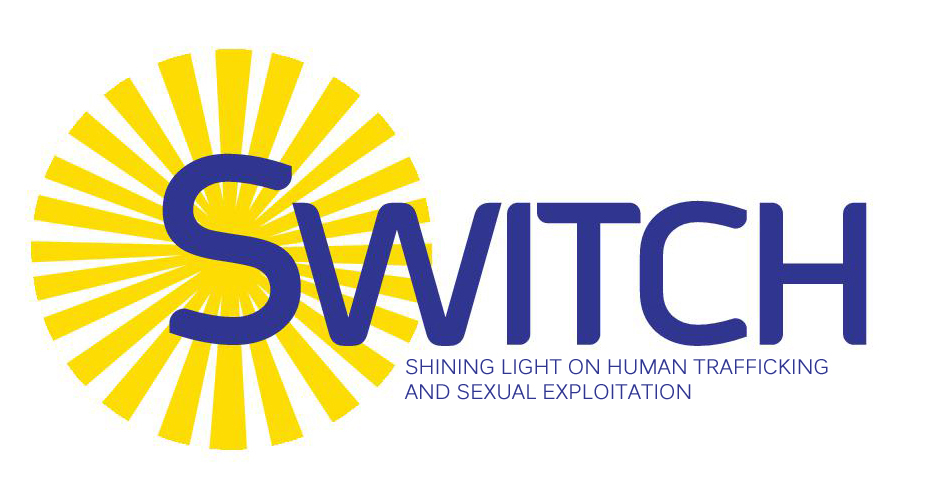 SWITCH
SHINING LIGHT ON HUMAN TRAFFICKING
AND SEXUAL EXPLOITATION